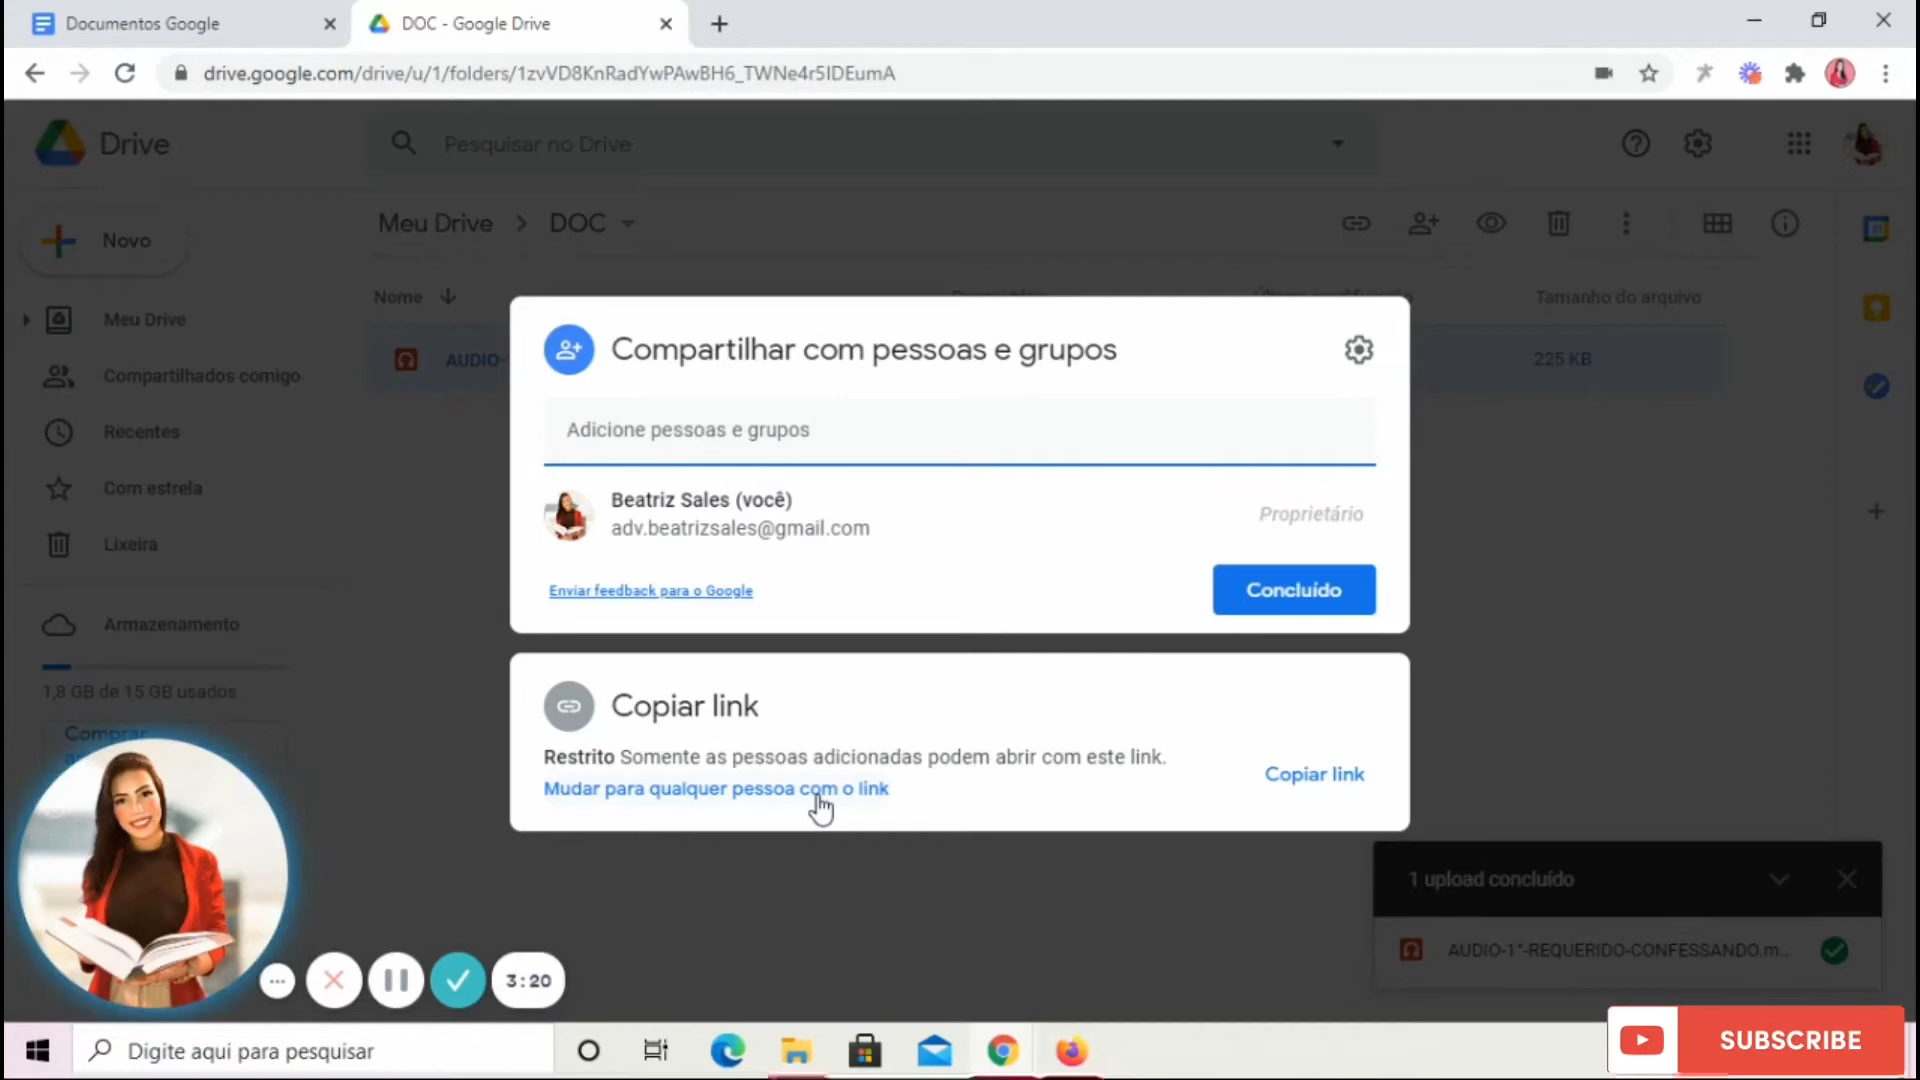 Documentos Google
DOC - Google Drive
drive.google.com/drive/u/1/folders/1zvVD8KnRadYwPAwBH6_TWNe4r5IDEumA
Drive
Pesquisar no Drive
Novo
Meu Drive
DOC
Nome
Tamanho do arquivo
Meu Drive
AUDIO-
225 KB
Compartilhados comigo
Recentes
Com estrela
Lixeira
Armazenamento
1,8 GB de 15 GB usados
Comprar
Compartilhar com pessoas e grupos
Adicione pessoas e grupos
Beatriz Sales (você)
adv.beatrizsales@gmail.com
Proprietário
Enviar feedback para o Google
Concluído
Copiar link
Restrito Somente as pessoas adicionadas podem abrir com este link.
Mudar para qualquer pessoa com o link
Copiar link
1 upload concluído
AUDIO-1°-REQUERIDO-CONFESSANDO.m...
3:20
Digite aqui para pesquisar
SUBSCRIBE